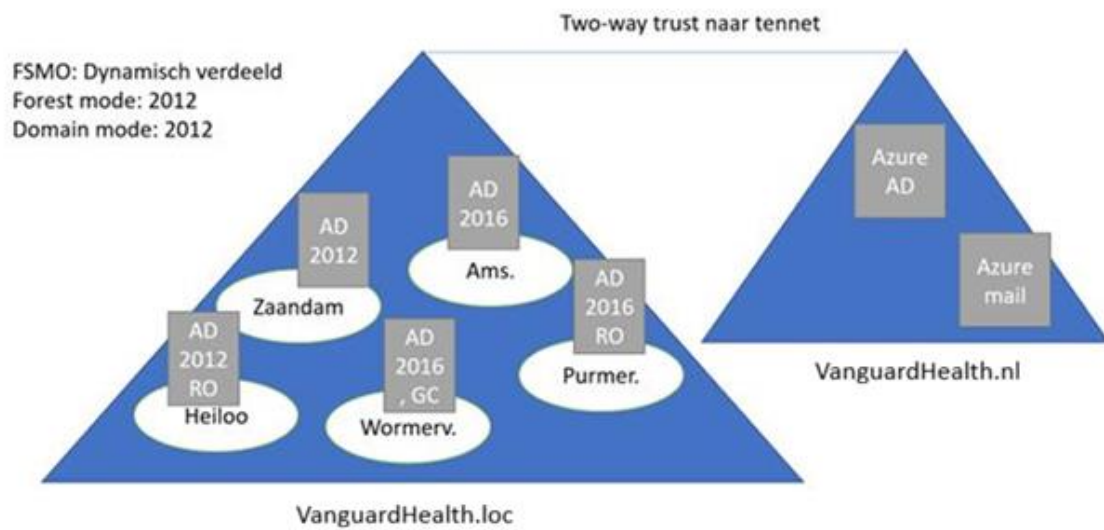 Two-way trust naar tennet
FSMO: Dynamisch verdeeld
Forest mode: 2012
Domain mode: 2012
AD
2016
Ams.
AD
2012
Zaandam
AD
2012
RO
Heiloo
AD
2016
, GC
Wormerv.
AD
2016
RO
Purmer.
VanguardHealth.loc
Azure
AD
Azure
mail
VanguardHealth.nl